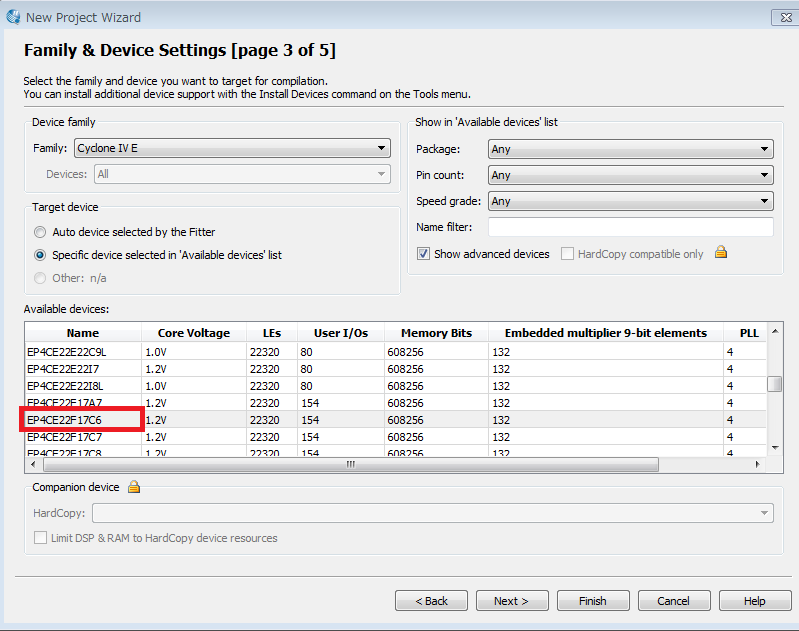 New Project Wizard
Family & Device Settings [page 3 of 5]
Select the family and device you want to target for compilation.
You can install additional device support with the Install Devices command on the Tools menu.
Device family
Family: Cyclone IV E
Devices: All
Target device
Auto device selected by the Fitter
Specific device selected in 'Available devices' list
Other: n/a
Show in 'Available devices' list
Package: Any
Pin count: Any
Speed grade: Any
Name filter:
Show advanced devices HardCopy compatible only
Available devices:
Name Core Voltage LEs User I/Os Memory Bits Embedded multiplier 9-bit elements PLL
EP4CE22E22C9L 1.0V 22320 80 608256 132 4
EP4CE22E22I7 1.2V 22320 80 608256 132 4
EP4CE22E22I8L 1.0V 22320 80 608256 132 4
EP4CE22F17A7 1.2V 22320 154 608256 132 4
EP4CE22F17C6 1.2V 22320 154 608256 132 4
EP4CE22F17C7 1.2V 22320 154 608256 132 4
EP4CE22F17C8 1.2V 22320 154 608256 132 4
Companion device
HardCopy:
Limit DSP & RAM to HardCopy device resources
< Back Next > Finish Cancel Help